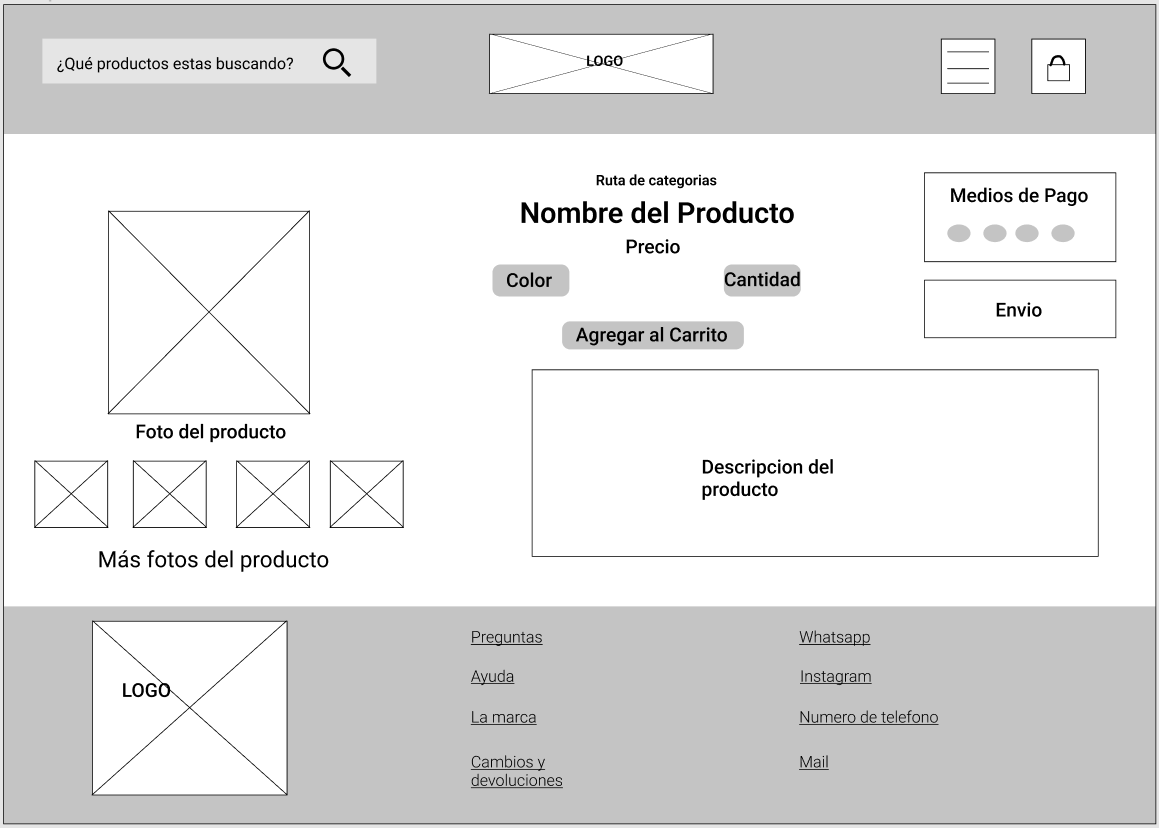 ¿Qué productos estas buscando?
LOGO
Ruta de categorias
Nombre del Producto
Precio
Color
Cantidad
Agregar al Carrito
Medios de Pago
Envio
Foto del producto
Más fotos del producto
Descripcion del
producto
LOGO
Preguntas
Ayuda
La marca
Cambios y
devoluciones
Whatsapp
Instagram
Numero de telefono
Mail